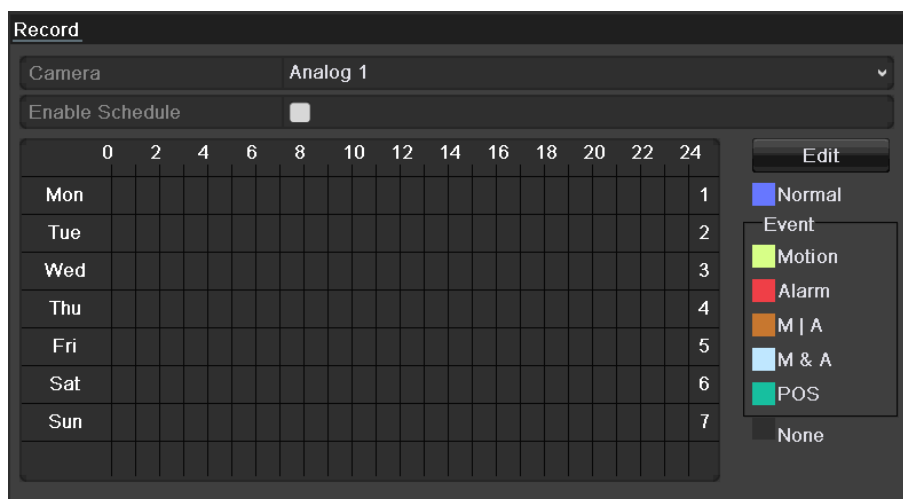 Record
Camera Analog 1
Enable Schedule
0 2 4 6 8 10 12 14 16 18 20 22 24
Mon 1
Tue 2
Wed 3
Thu 4
Fri 5
Sat 6
Sun 7
Edit
Normal
Event
Motion
Alarm
M | A
M & A
POS
None